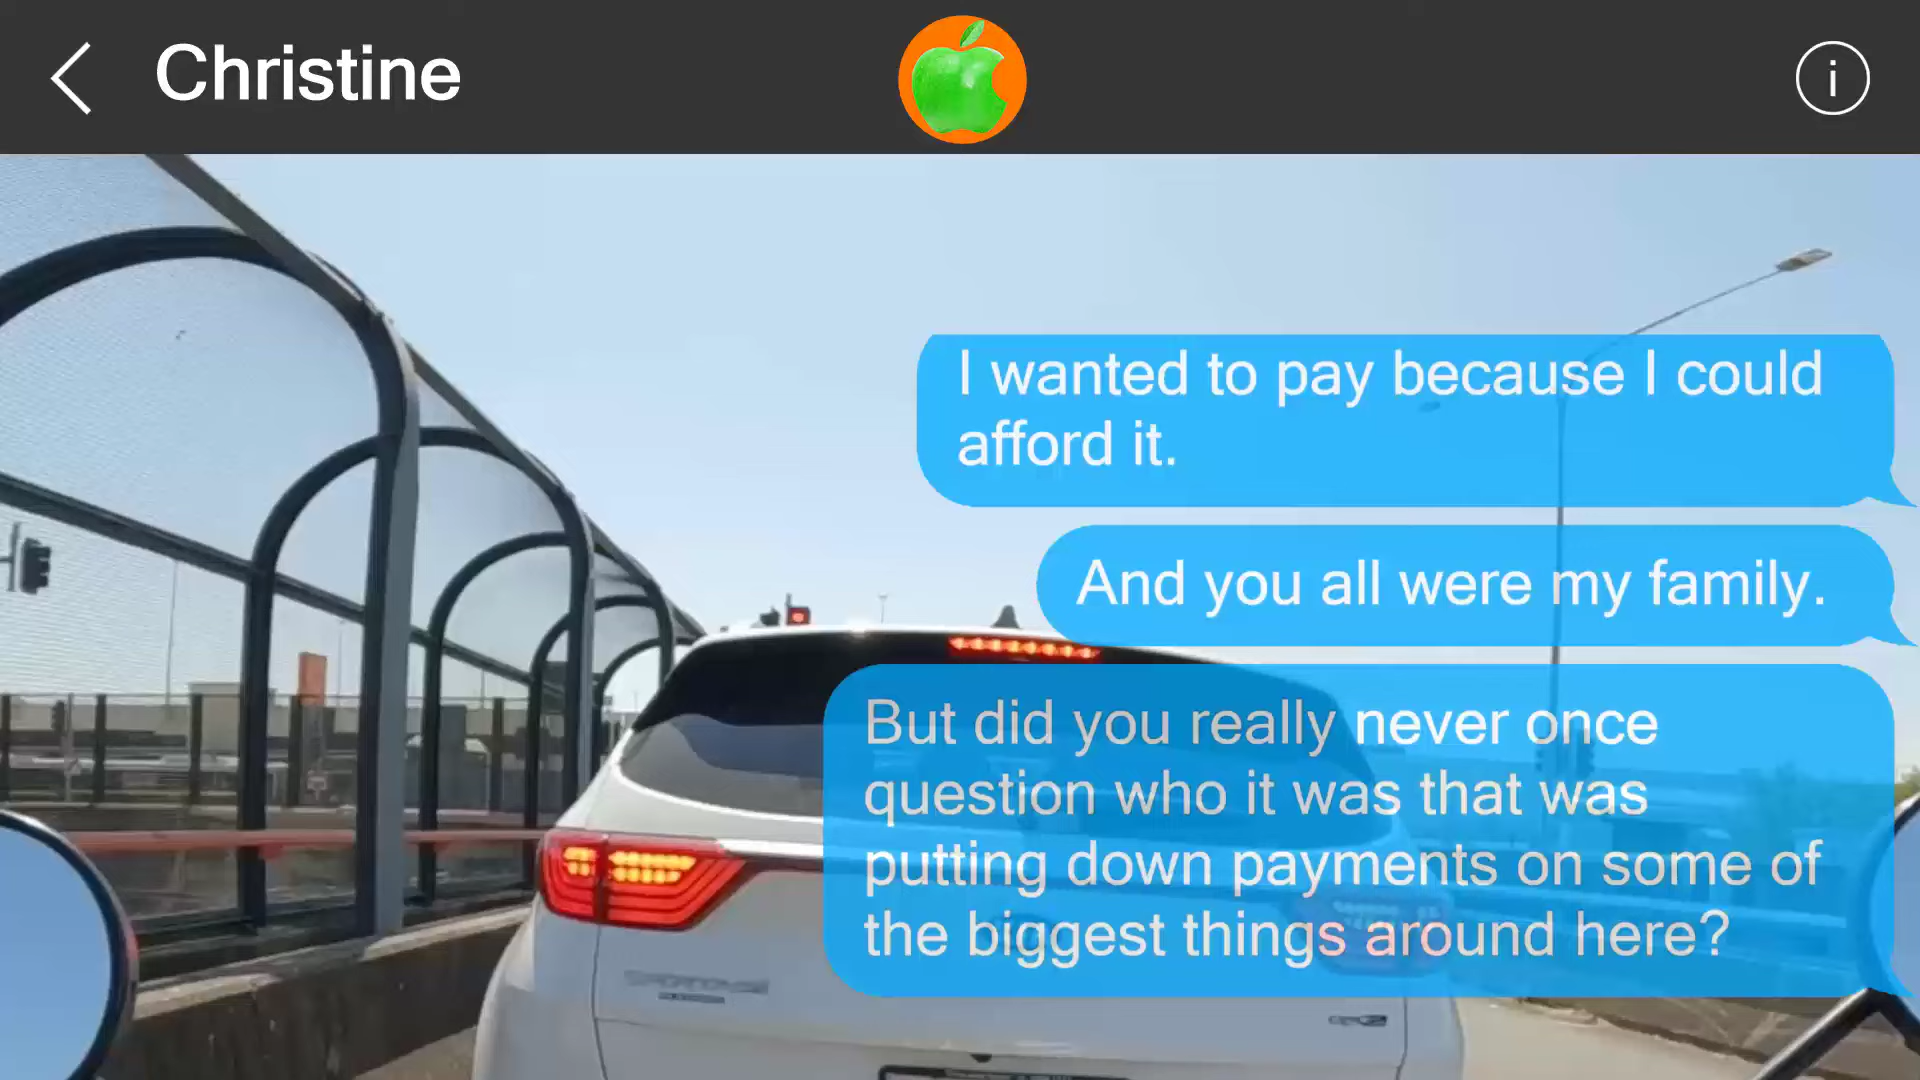 Christine
i
I wanted to pay because I could
afford it.
And you all were my family.
But did you really never once
question who it was that was
putting down payments on some of
the biggest things around here?